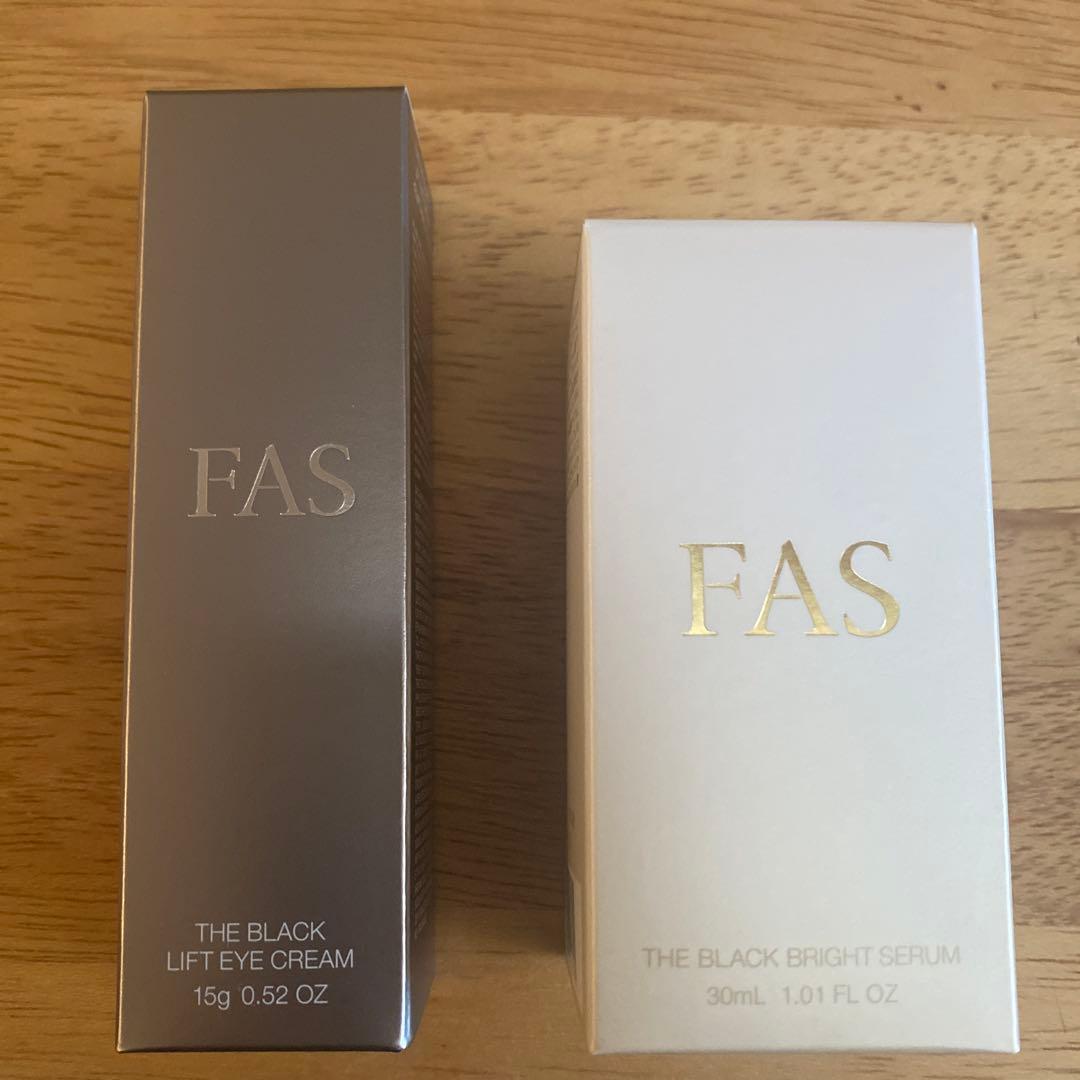 FAS
THE BLACK
LIFT EYE CREAM
15g 0.52 OZ
FAS
THE BLACK BRIGHT SERUM
30mL 1.01 FL OZ